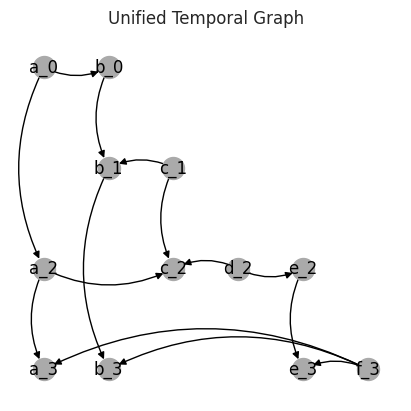 Unified Temporal Graph
a_0 b_0
b_1 c_1
a_2 c_2 d_2 e_2
a_3 b_3 e_3 f_3